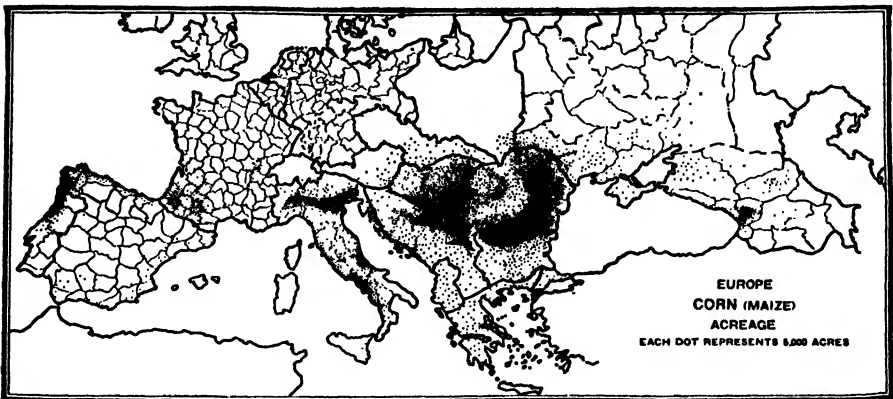 EUROPE
CORN (MAIZE)
ACREAGE
EACH DOT REPRESENTS 5,000 ACRES